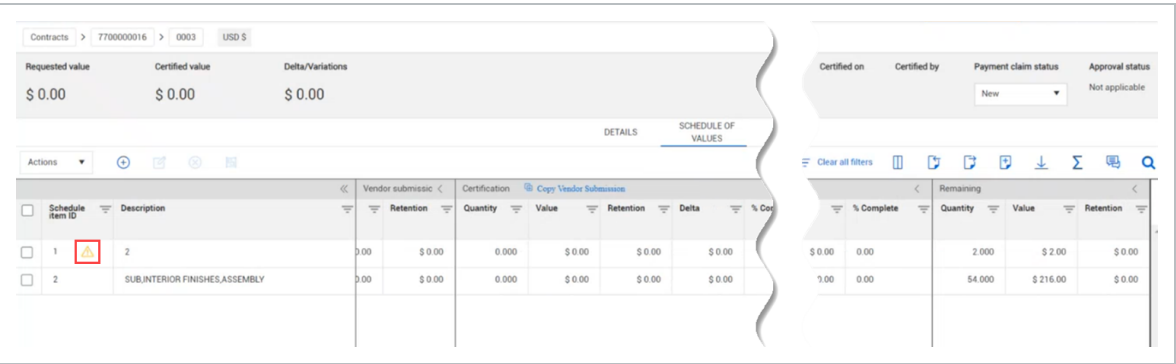 Contracts > 7700000016 > 0003 USD $
Requested value Certified value Delta/Variations Certified on Certified by Payment claim status Approval status
$ 0.00 $ 0.00 $ 0.00 New Not applicable
DETAILS SCHEDULE OF VALUES
Actions Clear all filters
Vendor submissic Certification Copy Vendor Submission Remaining
Schedule item ID Description Retention Quantity Value Retention Delta % Cor % Complete Quantity Value Retention
1 2 0.00 $ 0.00 0.000 $ 0.00 $ 0.00 $ 0.00 $ 0.00 0.00 2.000 $ 2.00 $ 0.00
2 SUB,INTERIOR FINISHES,ASSEMBLY 0.00 $ 0.00 0.000 $ 0.00 $ 0.00 $ 0.00 0.00 0.00 54.000 $ 216.00 $ 0.00